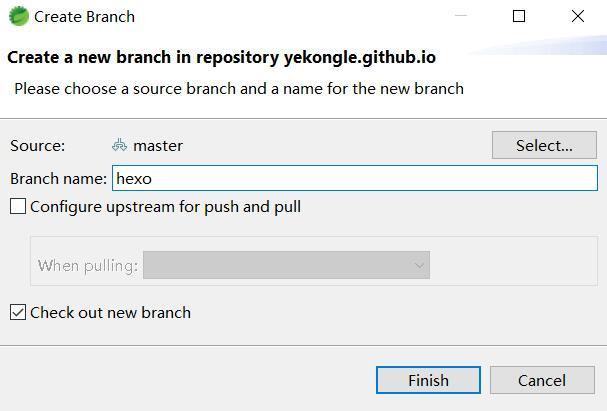 Create Branch
Create a new branch in repository yekongle.github.io
Please choose a source branch and a name for the new branch
Source: master Select...
Branch name: hexo
Configure upstream for push and pull
When pulling:
Check out new branch
Finish Cancel